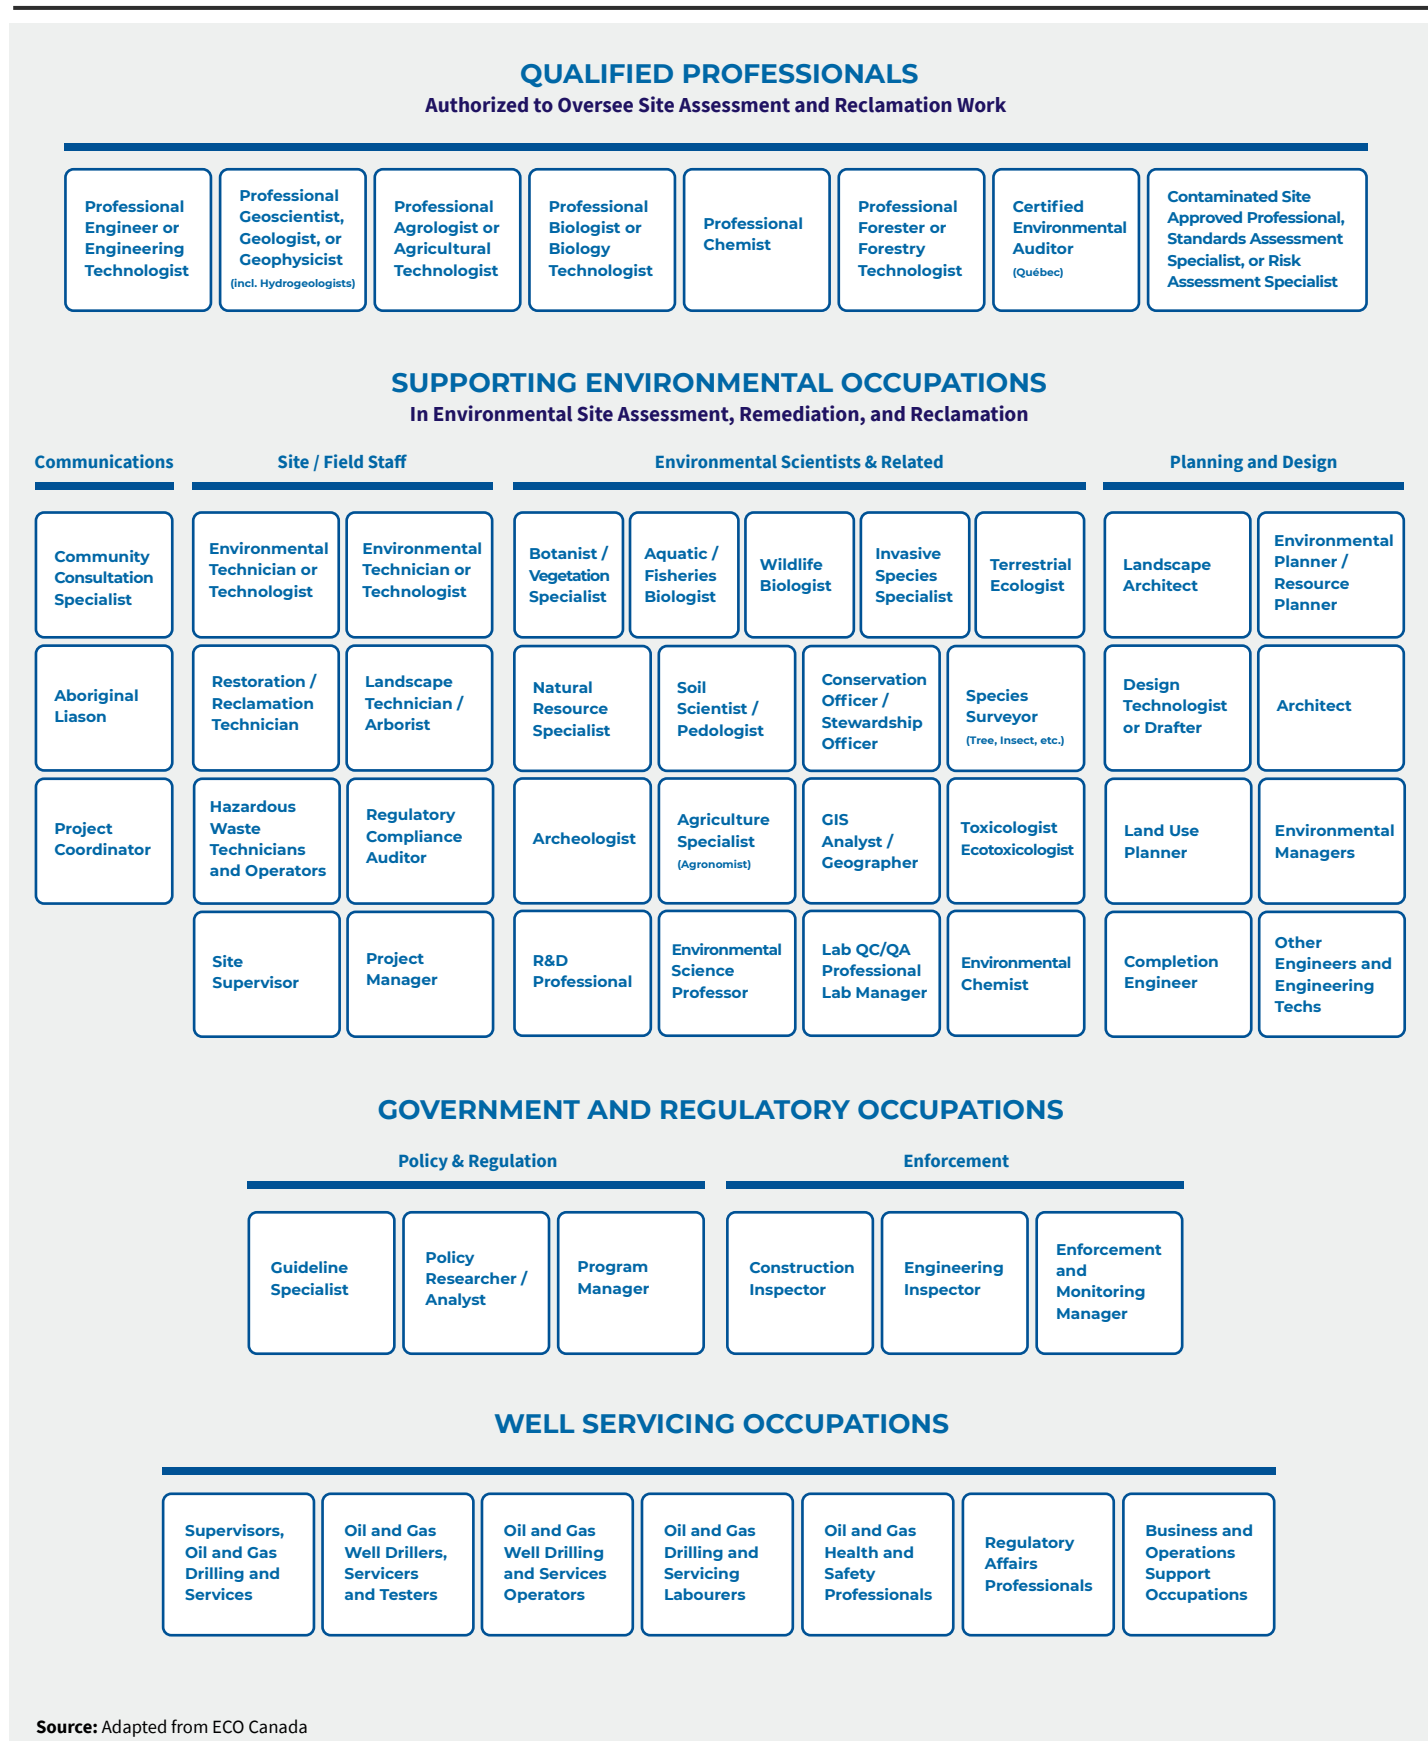 QUALIFIED PROFESSIONALS
Authorized to Oversee Site Assessment and Reclamation Work
Professional
Engineer or
Engineering
Technologist
Professional
Geoscientist,
Geologist, or
Geophysicist
(incl. Hydrogeologists)
Professional
Agrologist or
Agricultural
Technologist
Professional
Biologist or
Biology
Technologist
Professional
Chemist
Professional
Forester or
Forestry
Technologist
Certified
Environmental
Auditor
(Québec)
Contaminated Site
Approved Professional,
Standards Assessment
Specialist, or Risk
Assessment Specialist
SUPPORTING ENVIRONMENTAL OCCUPATIONS
In Environmental Site Assessment, Remediation, and Reclamation
Communications
Community
Consultation
Specialist
Aboriginal
Liason
Project
Coordinator
Site / Field Staff
Environmental
Technician or
Technologist
Environmental
Technician or
Technologist
Restoration /
Reclamation
Technician
Landscape
Technician /
Arborist
Hazardous
Waste
Technicians
and Operators
Regulatory
Compliance
Auditor
Site
Supervisor
Project
Manager
Environmental Scientists & Related
Botanist /
Vegetation
Specialist
Aquatic /
Fisheries
Biologist
Wildlife
Biologist
Invasive
Species
Specialist
Terrestrial
Ecologist
Natural
Resource
Specialist
Soil
Scientist /
Pedologist
Conservation
Officer /
Stewardship
Officer
Species
Surveyor
(Tree, Insect, etc.)
Archeologist
Agriculture
Specialist
(Agronomist)
GIS
Analyst /
Geographer
Toxicologist
Ecotoxicologist
R&D
Professional
Environmental
Science
Professor
Lab QC/QA
Professional
Lab Manager
Environmental
Chemist
Planning and Design
Landscape
Architect
Environmental
Planner /
Resource
Planner
Design
Technologist
or Drafter
Architect
Land Use
Planner
Environmental
Managers
Completion
Engineer
Other
Engineers and
Engineering
Techs
GOVERNMENT AND REGULATORY OCCUPATIONS
Policy & Regulation
Guideline
Specialist
Policy
Researcher /
Analyst
Program
Manager
Enforcement
Construction
Inspector
Engineering
Inspector
Enforcement
and
Monitoring
Manager
WELL SERVICING OCCUPATIONS
Supervisors,
Oil and Gas
Drilling and
Services
Oil and Gas
Well Drillers,
Servicers
and Testers
Oil and Gas
Well Drilling
and Services
Operators
Oil and Gas
Drilling and
Servicing
Labourers
Oil and Gas
Health and
Safety
Professionals
Regulatory
Affairs
Professionals
Business and
Operations
Support
Occupations
Source: Adapted from ECO Canada